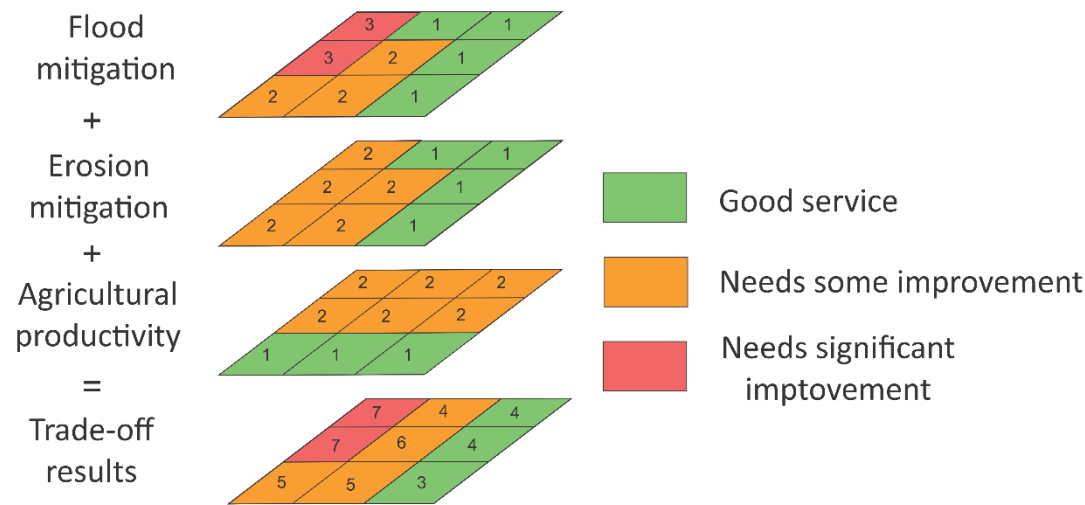 Flood
mitigation
3 1 1
3 2 1
2 2 1
+
Erosion
mitigation
2 1 1
2 2 1
2 2 1
+
Agricultural
productivity
2 2 2
2 2 2
1 1 1
=
Trade-off
results
7 4 4
7 6 4
5 5 3
Good service
Needs some improvement
Needs significant
imptovement